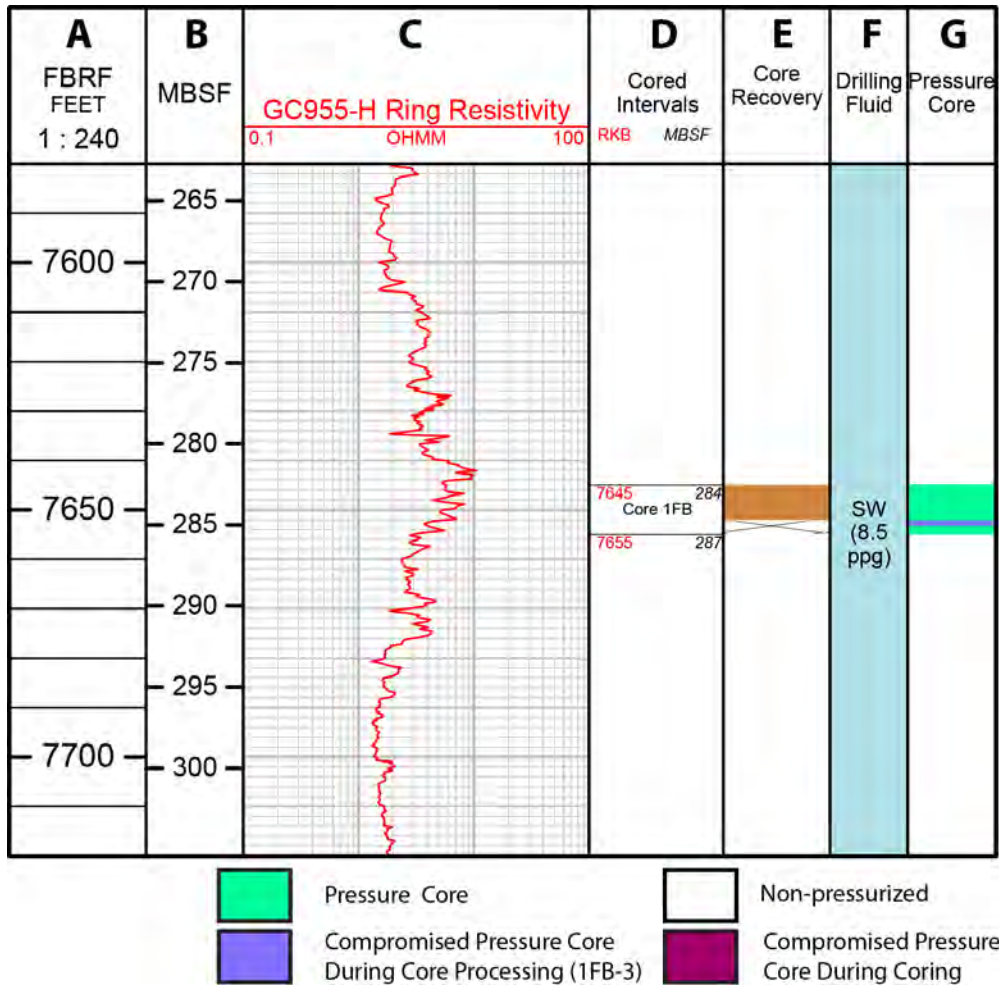 A
B
C
D
E
F
G
FBRF
FEET
1 : 240
MBSF
GC955-H Ring Resistivity
0.1 OHMM 100
Cored
Intervals
RKB MBSF
Core
Recovery
Drilling
Fluid
Pressure
Core
7600
7650
7700
265
270
275
280
285
290
295
300
7645 284
Core 1FB
7655 287
SW
(8.5
ppg)
Pressure Core
Non-pressurized
Compromised Pressure Core
During Core Processing (1FB-3)
Compromised Pressure
Core During Coring